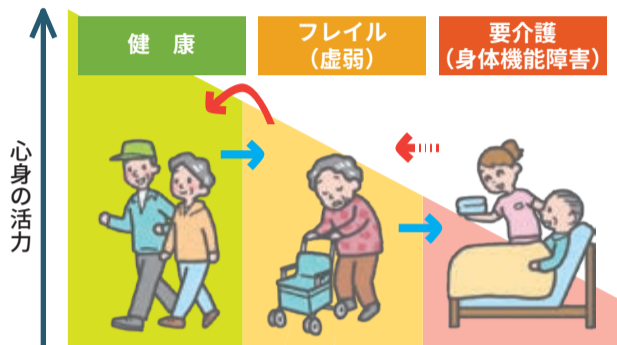 健　康
フレイル
（虚弱）
要介護
（身体機能障害）
心身の活力